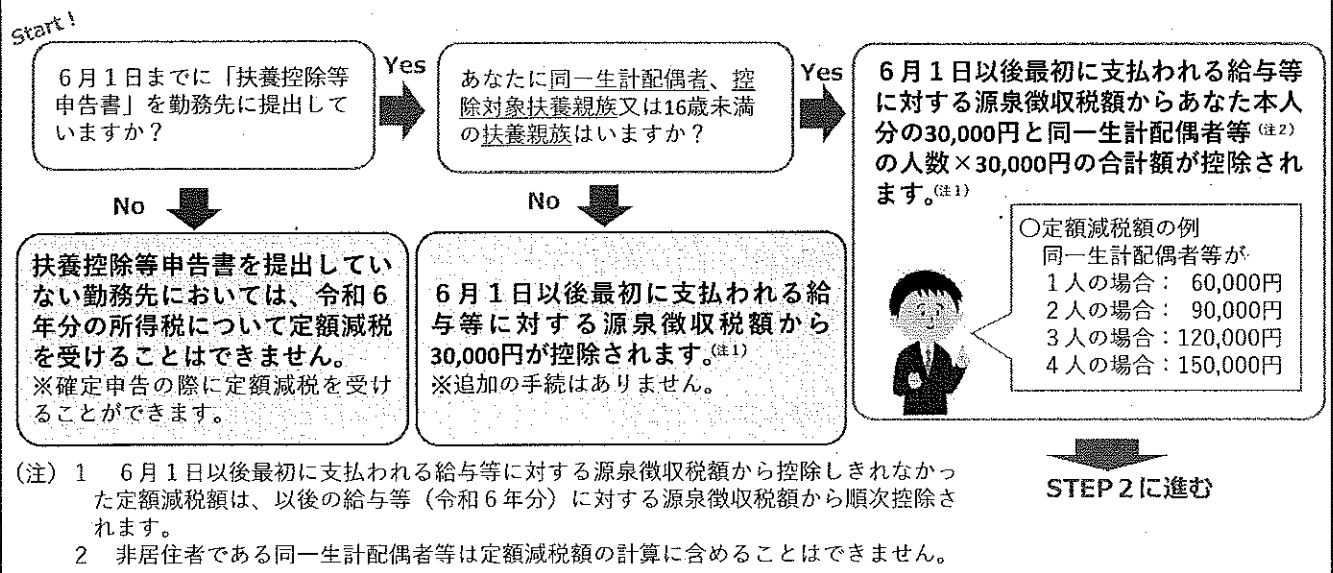 Start!
６月１日までに「扶養控除等
申告書」を勤務先に提出して
いますか？
Yes
あなたに同一生計配偶者、控
除対象扶養親族又は16歳未満
の扶養親族はいますか？
Yes
６月１日以後最初に支払われる給与等
に対する源泉徴収税額からあなた本人
分の30,000円と同一生計配偶者等（注2）
の人数×30,000円の合計額が控除され
ます。（注1）
○定額減税額の例
同一生計配偶者等が
１人の場合： 60,000円
２人の場合： 90,000円
３人の場合：120,000円
４人の場合：150,000円
No
扶養控除等申告書を提出してい
ない勤務先においては、令和６
年分の所得税について定額減税
を受けることはできません。
※確定申告の際に定額減税を受け
ることができます。
No
６月１日以後最初に支払われる給
与等に対する源泉徴収税額から
30,000円が控除されます。（注1）
※追加の手続はありません。
STEP２に進む
（注）１　６月１日以後最初に支払われる給与等に対する源泉徴収税額から控除しきれなかっ
た定額減税額は、以後の給与等（令和６年分）に対する源泉徴収税額から順次控除さ
れます。
２　非居住者である同一生計配偶者等は定額減税額の計算に含めることはできません。